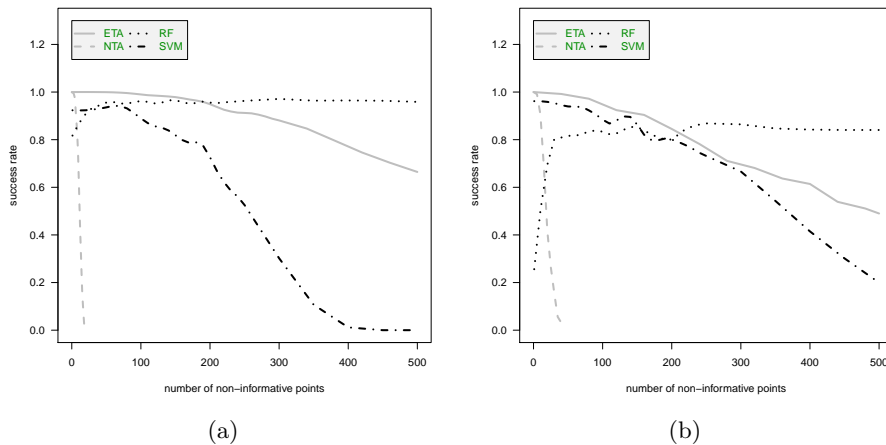 ETA RF
NTA SVM
1.2
1.0
0.8
0.6
0.4
0.2
0.0
success rate
0 100 200 300 400 500
number of non−informative points
(a)
ETA RF
NTA SVM
1.2
1.0
0.8
0.6
0.4
0.2
0.0
success rate
0 100 200 300 400 500
number of non−informative points
(b)